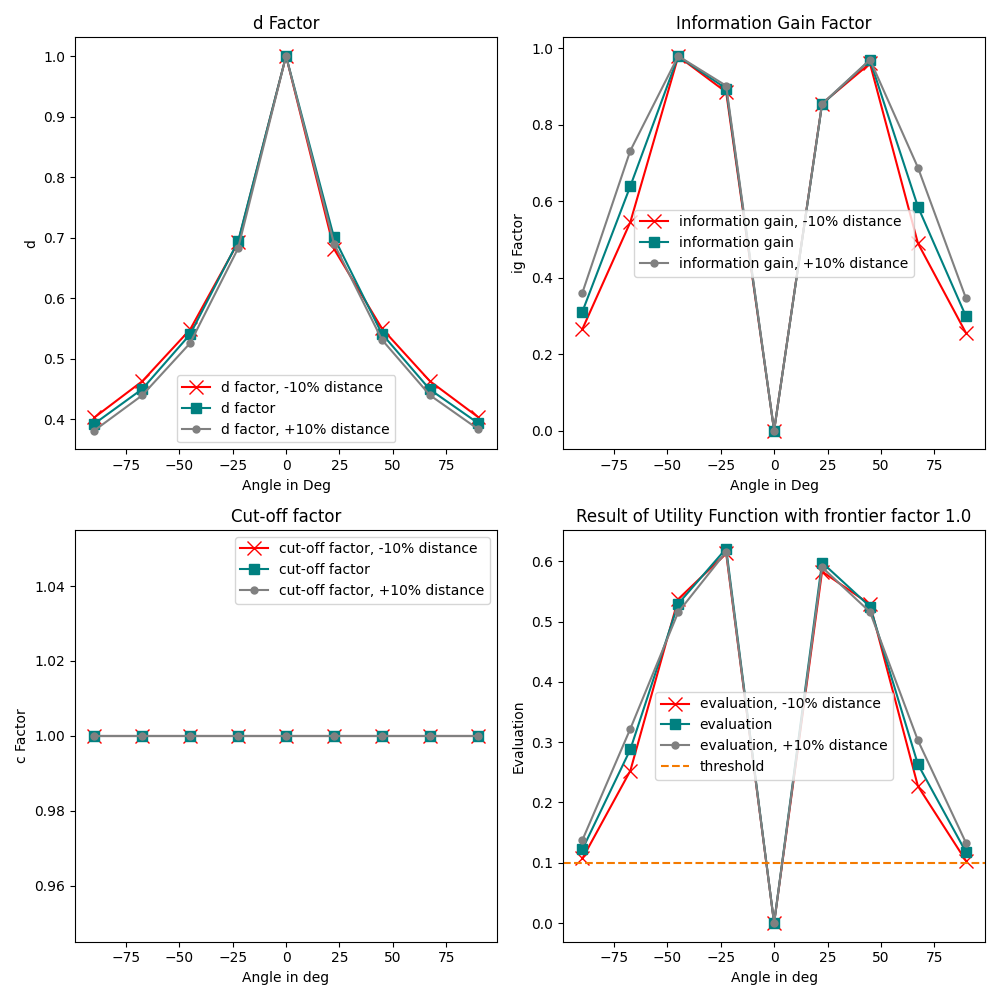 d Factor
1.0
0.9
0.8
0.7
0.6
0.5
0.4
d
−75
−50
−25
0
25
50
75
Angle in Deg
d factor, -10% distance
d factor
d factor, +10% distance
Information Gain Factor
1.0
0.8
0.6
0.4
0.2
0.0
ig Factor
−75
−50
−25
0
25
50
75
Angle in Deg
information gain, -10% distance
information gain
information gain, +10% distance
Cut-off factor
1.04
1.02
1.00
0.98
0.96
c Factor
−75
−50
−25
0
25
50
75
Angle in deg
cut-off factor, -10% distance
cut-off factor
cut-off factor, +10% distance
Result of Utility Function with frontier factor 1.0
0.6
0.5
0.4
0.3
0.2
0.1
0.0
Evaluation
−75
−50
−25
0
25
50
75
Angle in deg
evaluation, -10% distance
evaluation
evaluation, +10% distance
threshold